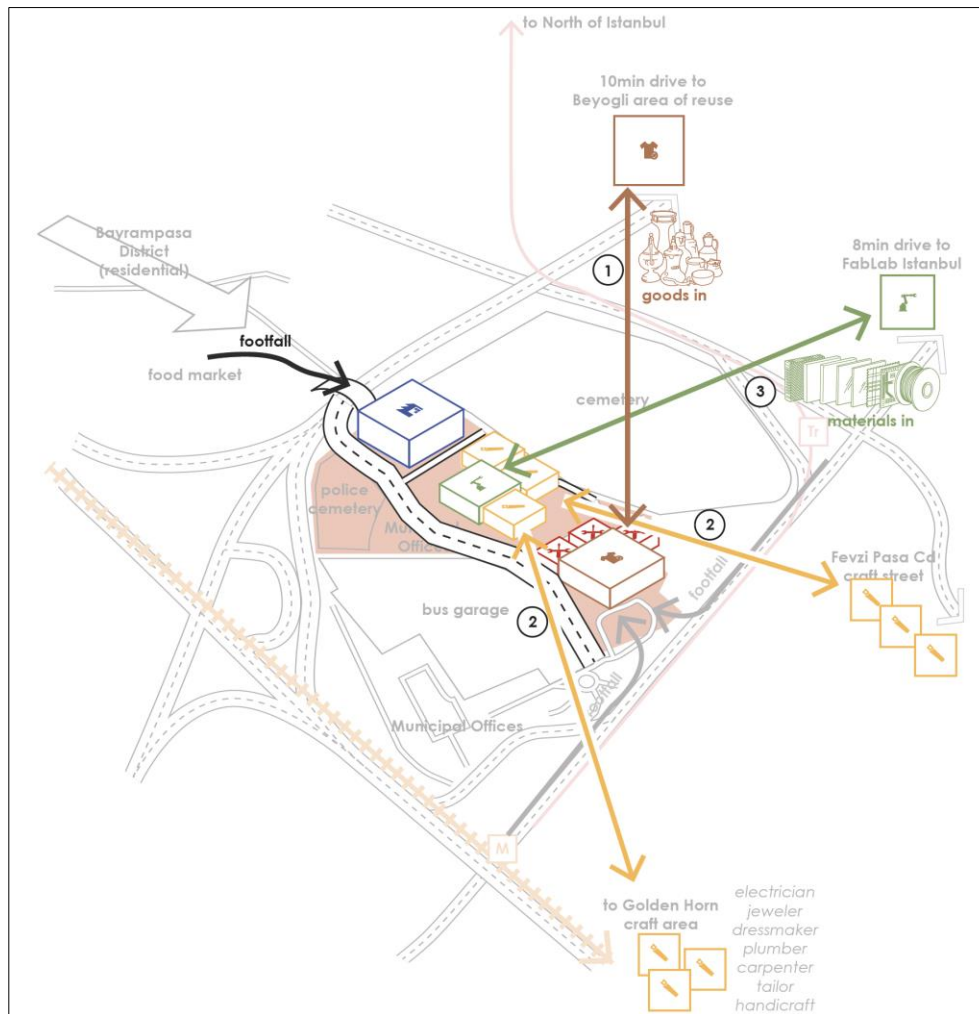 to North of Istanbul
10min drive to
Beyogli area of reuse
Bayrampasa
District
(residential)
8min drive to
FabLab Istanbul
1
goods in
footfall
food market
cemetery
3
materials in
Tr
police
cemetery
Municipal
Offices
2
Fevzi Pasa Cd
craft street
footfall
bus garage
2
footfall
Municipal Offices
M
to Golden Horn
craft area
electrician
jeweler
dressmaker
plumber
carpenter
tailor
handicraft